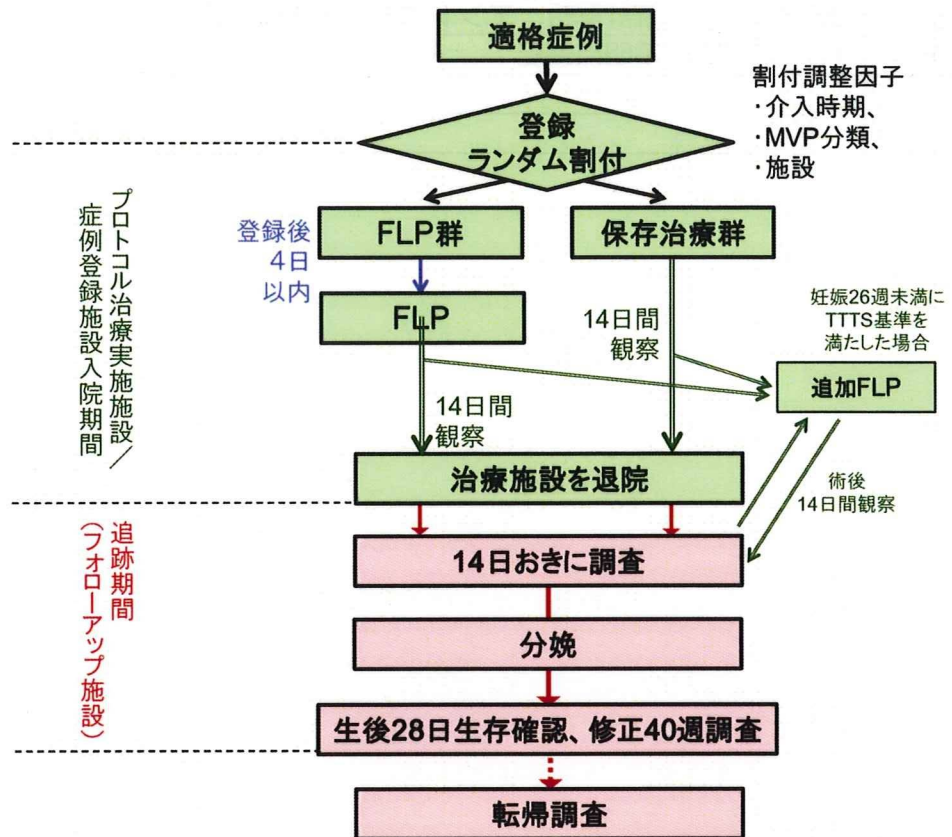 適格症例
割付調整因子
・介入時期、
・MVP分類、
・施設
登録
ランダム割付
プロトコル治療実施施設／
症例登録施設入院期間
登録後
4日
以内
FLP群
保存治療群
FLP
14日間
観察
妊娠26週未満に
TTTS基準を
満たした場合
追加FLP
14日間
観察
治療施設を退院
術後
14日間観察
追跡期間
（フォローアップ施設）
14日おきに調査
分娩
生後28日生存確認、修正40週調査
転帰調査